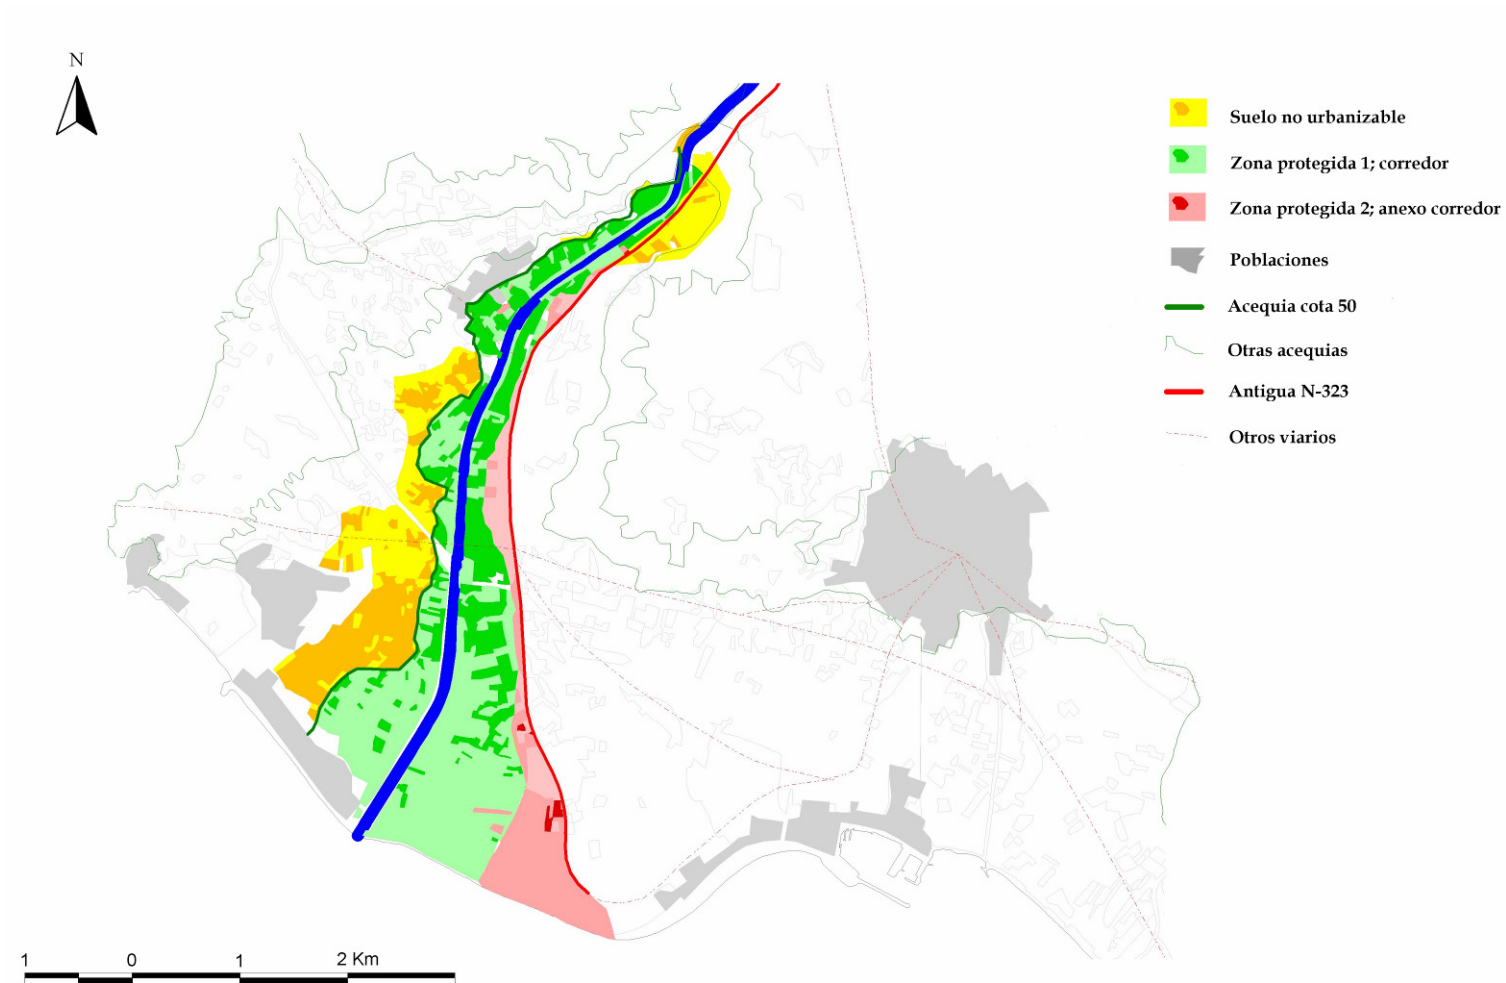 N
Suelo no urbanizable
Zona protegida 1; corredor
Zona protegida 2; anexo corredor
Poblaciones
Acequia cota 50
Otras acequias
Antigua N-323
Otros viarios
1 0 1 2 Km